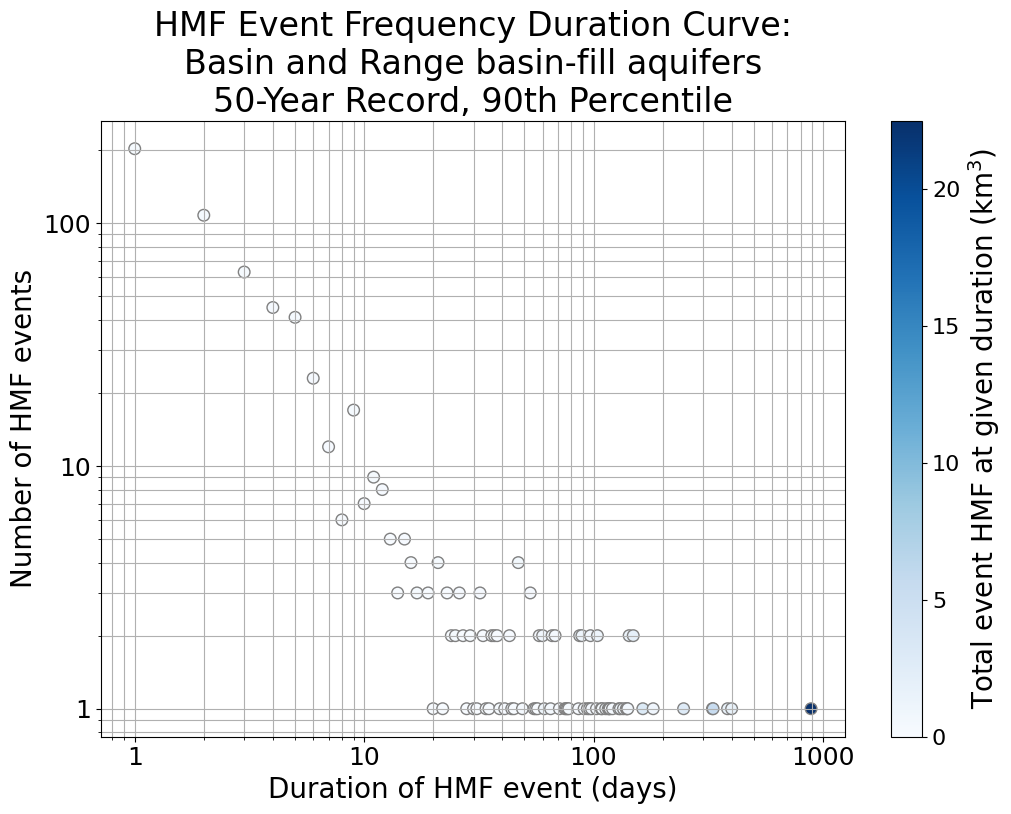 HMF Event Frequency Duration Curve:
Basin and Range basin-fill aquifers
50-Year Record, 90th Percentile
Number of HMF events
100
10
1
1
10
100
1000
Duration of HMF event (days)
20
15
10
5
0
Total event HMF at given duration (km³)